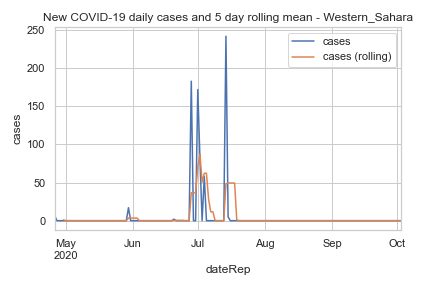 New COVID-19 daily cases and 5 day rolling mean - Western_Sahara
cases
cases (rolling)
250
200
150
100
50
0
cases
May Jun Jul Aug Sep Oct
2020
dateRep